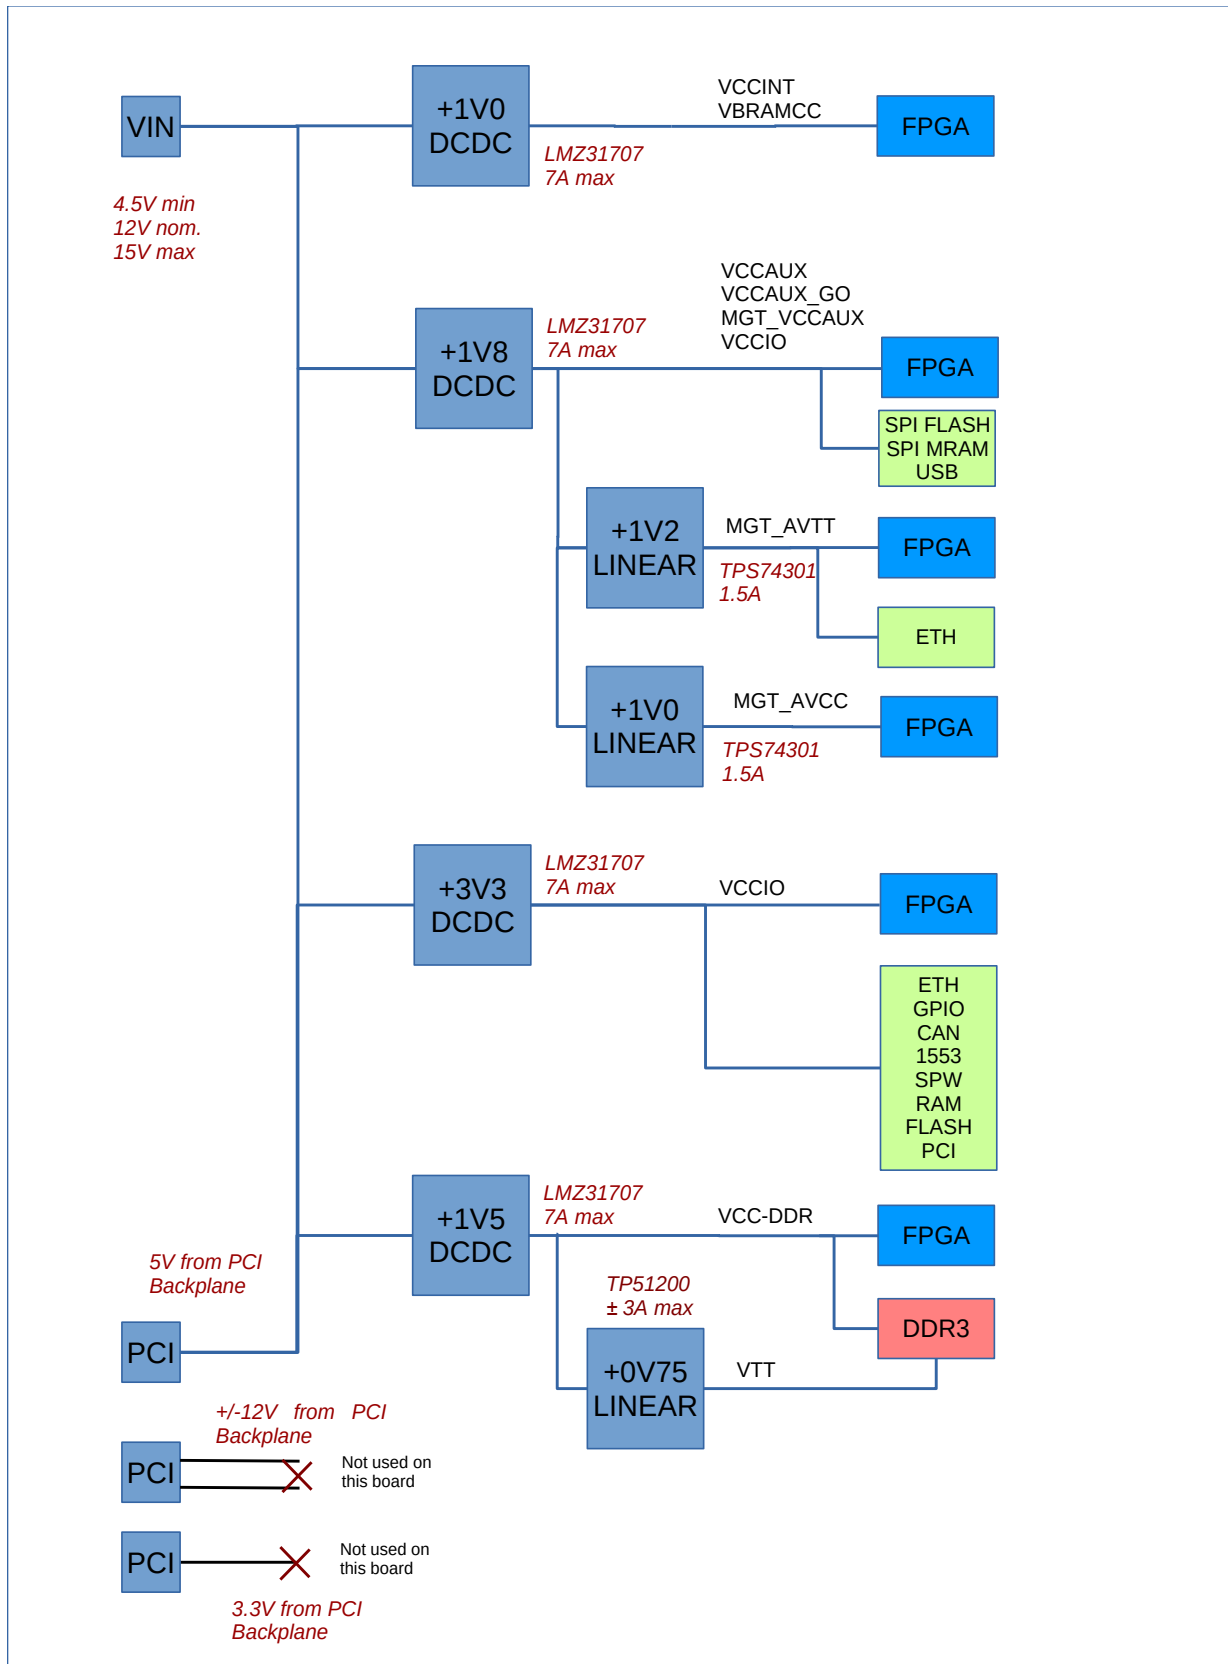 VIN
4.5V min
12V nom.
15V max
+1V0
DCDC
LMZ31707
7A max
VCCINT
VBRAMCC
FPGA
+1V8
DCDC
LMZ31707
7A max
VCCAUX
VCCAUX_GO
MGT_VCCAUX
VCCIO
FPGA
SPI FLASH
SPI MRAM
USB
+1V2
LINEAR
MGT_AVTT
TPS74301
1.5A
FPGA
ETH
+1V0
LINEAR
MGT_AVCC
TPS74301
1.5A
FPGA
+3V3
DCDC
LMZ31707
7A max
VCCIO
FPGA
ETH
GPIO
CAN
1553
SPW
RAM
FLASH
PCI
+1V5
DCDC
LMZ31707
7A max
VCC-DDR
FPGA
DDR3
TP51200
± 3A max
+0V75
LINEAR
VTT
5V from PCI
Backplane
PCI
+/-12V from PCI
Backplane
PCI
Not used on
this board
PCI
Not used on
this board
3.3V from PCI
Backplane